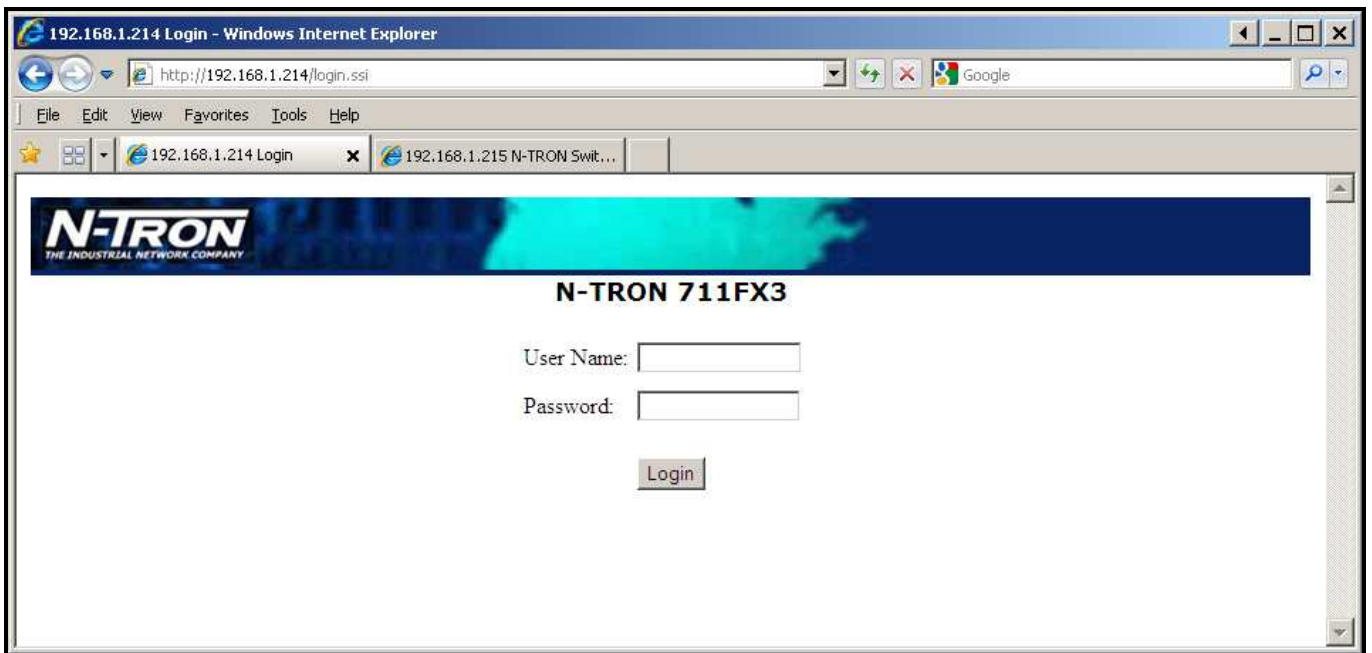 192.168.1.214 Login - Windows Internet Explorer
http://192.168.1.214/login.ssi
Google
File Edit View Favorites Tools Help
192.168.1.214 Login
192.168.1.215 N-TRON Swit...
N-TRON
THE INDUSTRIAL NETWORK COMPANY
N-TRON 711FX3
User Name:
Password:
Login